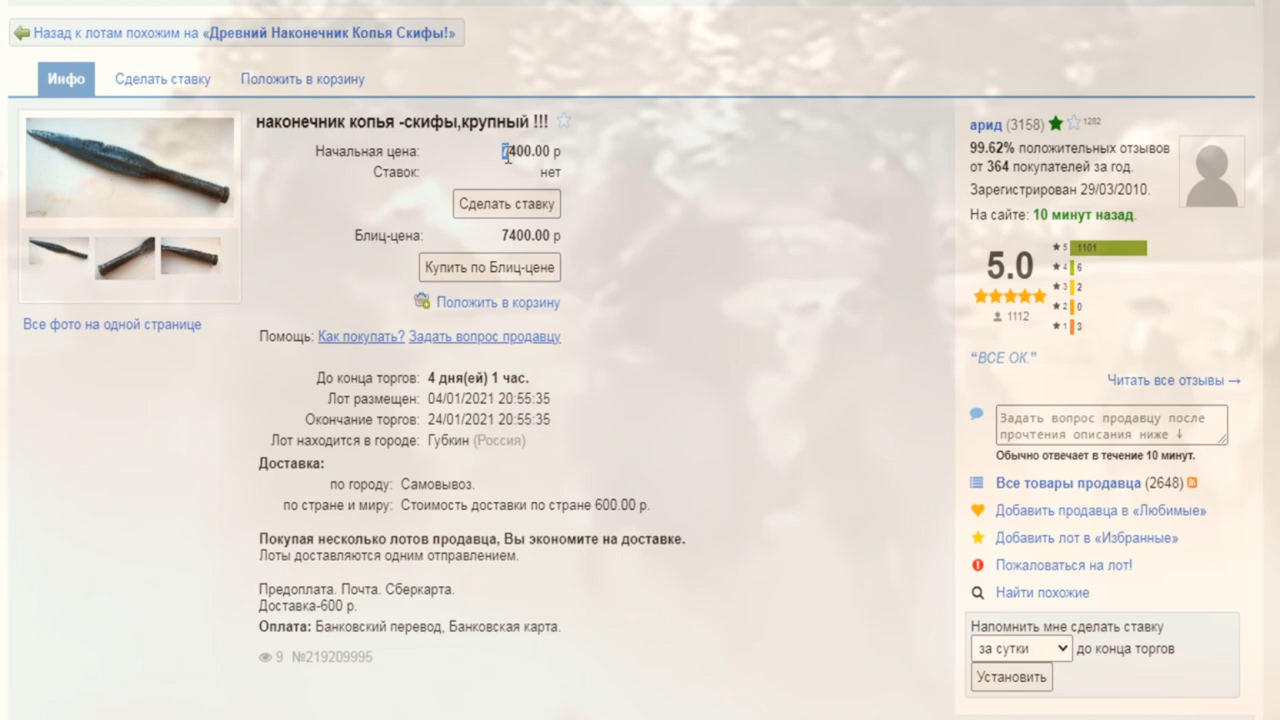 Назад к лотам похожим на «Древний Наконечник Копья Скифы!»
Инфо
Сделать ставку
Положить в корзину
наконечник копья -скифы,крупный !!!
Начальная цена: 7400.00 р
Ставок: нет
Сделать ставку
Блиц-цена: 7400.00 р
Купить по Блиц-цене
Положить в корзину
Все фото на одной странице
Помощь: Как покупать? Задать вопрос продавцу
До конца торгов: 4 дня(ей) 1 час.
Лот размещен: 04/01/2021 20:55:35
Окончание торгов: 24/01/2021 20:55:35
Лот находится в городе: Губкин (Россия)
Доставка:
по городу: Самовывоз.
по стране и миру: Стоимость доставки по стране 600.00 р.
Покупая несколько лотов продавца, Вы экономите на доставке.
Лоты доставляются одним отправлением.
Предоплата. Почта. Сберкарта.
Доставка-600 р.
Оплата: Банковский перевод, Банковская карта.
9 №219209995
арид (3158) 1282
99.62% положительных отзывов
от 364 покупателей за год.
Зарегистрирован 29/03/2010.
На сайте: 10 минут назад.
5.0
1112
5 1101
4 6
3 2
2 0
1 3
“ВСЕ ОК.”
Читать все отзывы →
Задать вопрос продавцу после
прочтения описания ниже ↓
Обычно отвечает в течение 10 минут.
Все товары продавца (2648)
Добавить продавца в «Любимые»
Добавить лот в «Избранные»
Пожаловаться на лот!
Найти похожие
Напомнить мне сделать ставку
за сутки до конца торгов
Установить